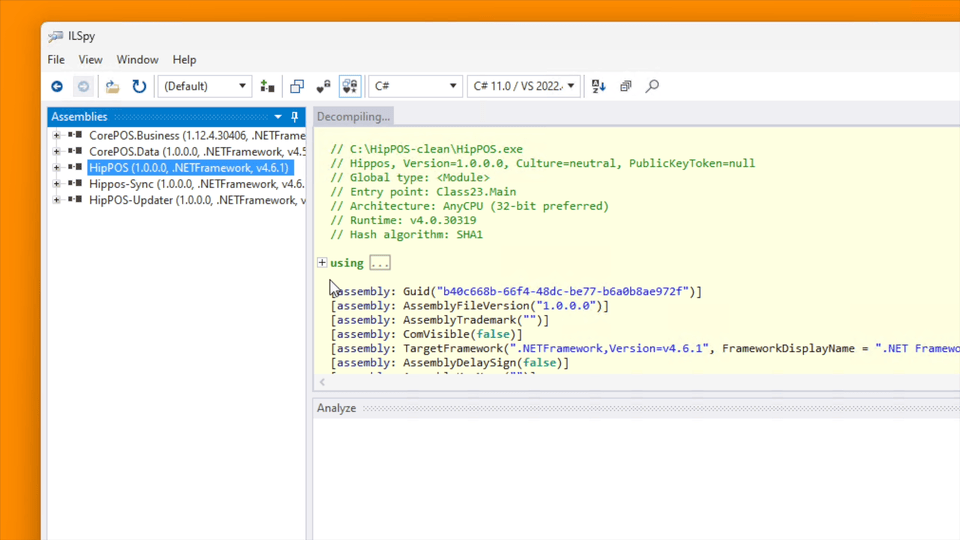 ILSpy
File View Window Help
(Default) C# C# 11.0 / VS 2022.
Assemblies
CorePOS.Business (1.12.4.30406, .NETFrame
CorePOS.Data (1.0.0.0, .NETFramework, v4.5
HipPOS (1.0.0.0, .NETFramework, v4.6.1)
Hippos-Sync (1.0.0.0, .NETFramework, v4.6.
HipPOS-Updater (1.0.0.0, .NETFramework, v
Decompiling...
// C:\HipPOS-clean\HipPOS.exe
// Hippos, Version=1.0.0.0, Culture=neutral, PublicKeyToken=null
// Global type: <Module>
// Entry point: Class23.Main
// Architecture: AnyCPU (32-bit preferred)
// Runtime: v4.0.30319
// Hash algorithm: SHA1
using ...
[assembly: Guid("b40c668b-66f4-48dc-be77-b6a0b8ae972f")]
[assembly: AssemblyFileVersion("1.0.0.0")]
[assembly: AssemblyTrademark("")]
[assembly: ComVisible(false)]
[assembly: TargetFramework(".NETFramework,Version=v4.6.1", FrameworkDisplayName = ".NET Framewo
[assembly: AssemblyDelaySign(false)]
Analyze